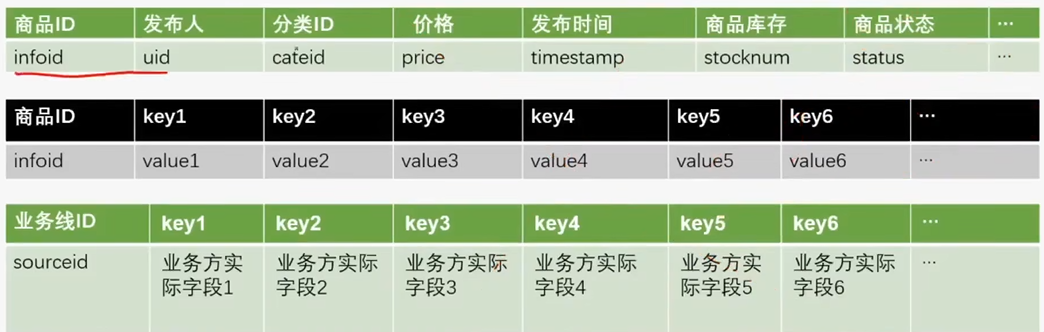 商品ID 发布人 分类ID 价格 发布时间 商品库存 商品状态 …
infoid uid cateid price timestamp stocknum status …
商品ID key1 key2 key3 key4 key5 key6 …
infoid value1 value2 value3 value4 value5 value6 …
业务线ID key1 key2 key3 key4 key5 key6 …
sourceid 业务方实 业务方实际 业务方实际 业务方实际 业务方实 业务方实际 …
际字段1 字段2 字段3 字段4 际字段5 字段6